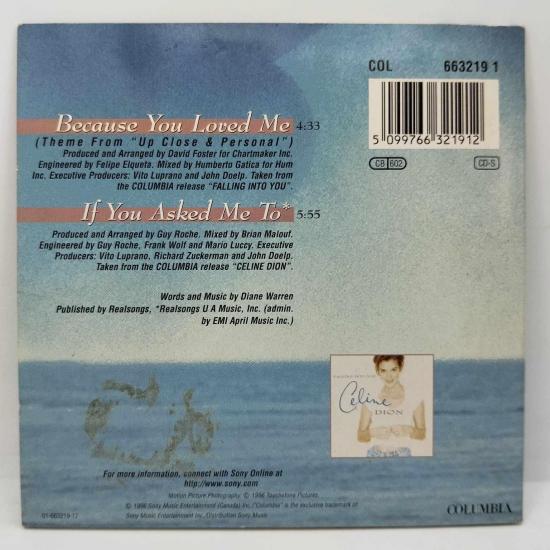 COL 663219 1
5 099766 321912
CB 602 CD-S
Because You Loved Me 4:33
(Theme From "Up Close & Personal")
Produced and Arranged by David Foster for Chartmaker Inc.
Engineered by Felipe Elgueta. Mixed by Humberto Gatica for Hum
Inc. Executive Producers: Vito Luprano and John Doelp. Taken from
the COLUMBIA release "FALLING INTO YOU".
If You Asked Me To* 5:55
Produced and Arranged by Guy Roche. Mixed by Brian Malouf.
Engineered by Guy Roche, Frank Wolf and Mario Luccy. Executive
Producers: Vito Luprano, Richard Zuckerman and John Doelp.
Taken from the COLUMBIA release "CELINE DION".
Words and Music by Diane Warren
Published by Realsongs, *Realsongs U A Music, Inc. (admin.
by EMI April Music Inc.)
Celine
DION
For more information, connect with Sony Online at
http://www.sony.com
Motion Picture Photography: © 1996 Touchstone Pictures.
© 1996 Sony Music Entertainment (Canada) Inc./"Columbia" is the exclusive trademark of
Sony Music Entertainment Inc./Distribution Sony Music
01-663219-17
COLUMBIA